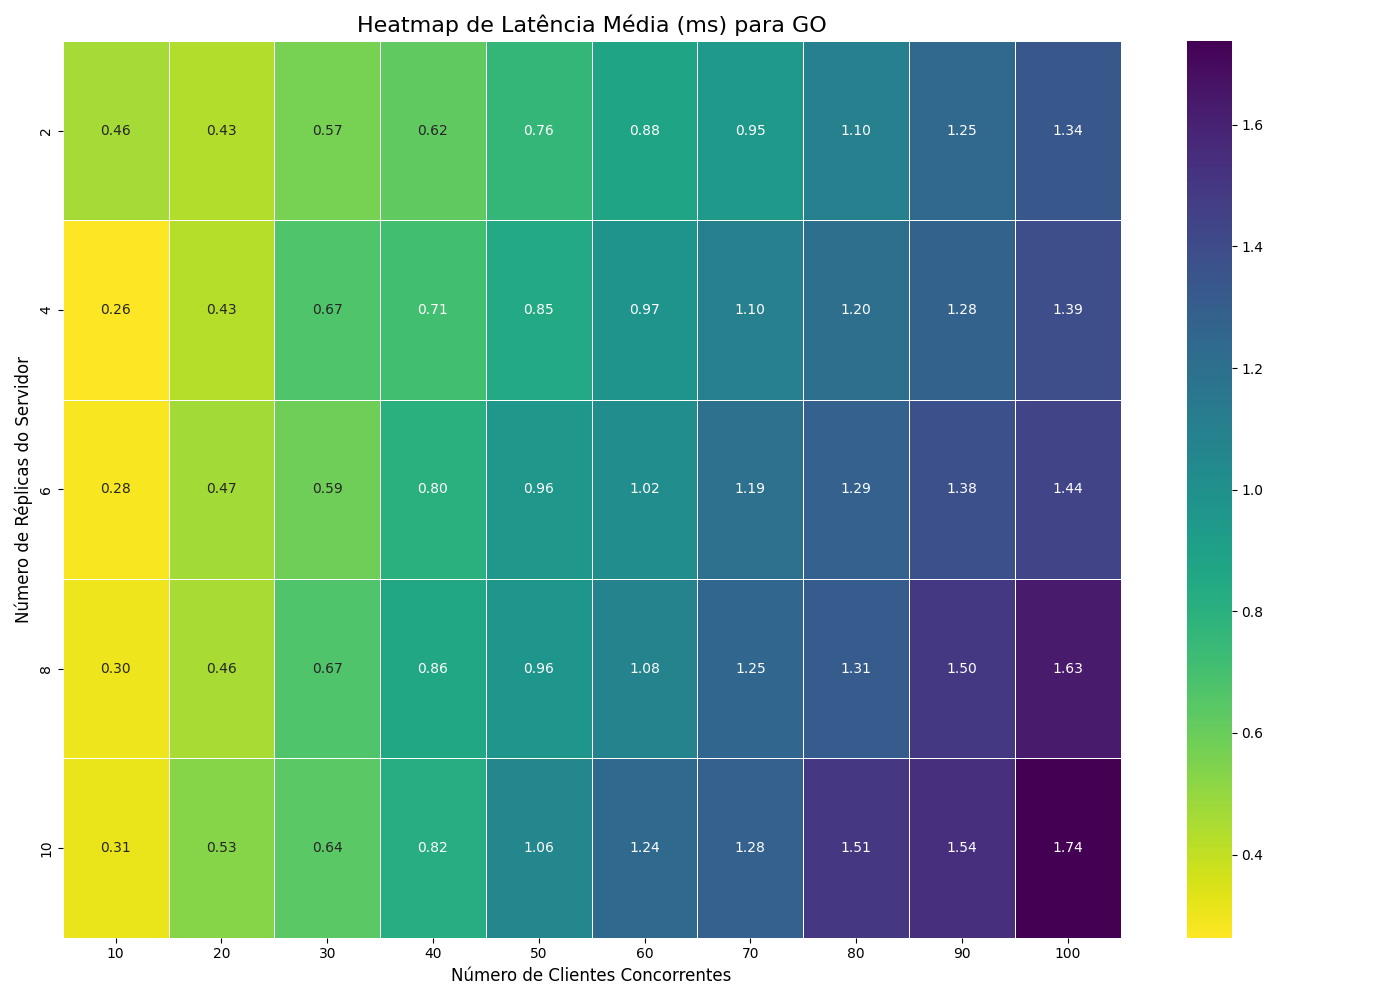 Heatmap de Latência Média (ms) para GO
2 0.46 0.43 0.57 0.62 0.76 0.88 0.95 1.10 1.25 1.34
4 0.26 0.43 0.67 0.71 0.85 0.97 1.10 1.20 1.28 1.39
6 0.28 0.47 0.59 0.80 0.96 1.02 1.19 1.29 1.38 1.44
8 0.30 0.46 0.67 0.86 0.96 1.08 1.25 1.31 1.50 1.63
10 0.31 0.53 0.64 0.82 1.06 1.24 1.28 1.51 1.54 1.74
10 20 30 40 50 60 70 80 90 100
Número de Clientes Concorrentes
Número de Réplicas do Servidor
1.6
1.4
1.2
1.0
0.8
0.6
0.4